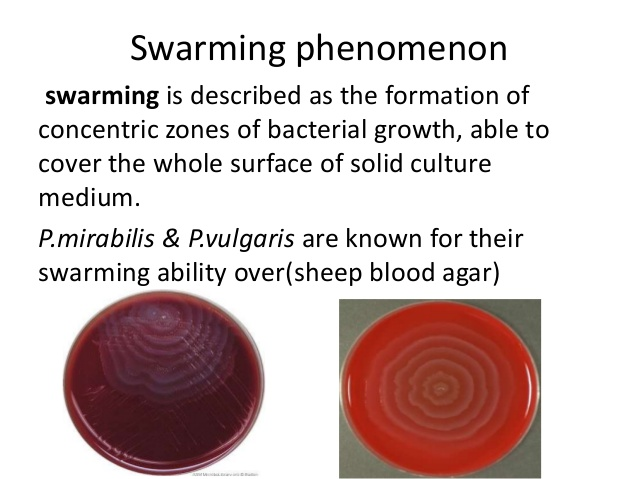 Swarming phenomenon
swarming is described as the formation of
concentric zones of bacterial growth, able to
cover the whole surface of solid culture
medium.
P.mirabilis & P.vulgaris are known for their
swarming ability over(sheep blood agar)